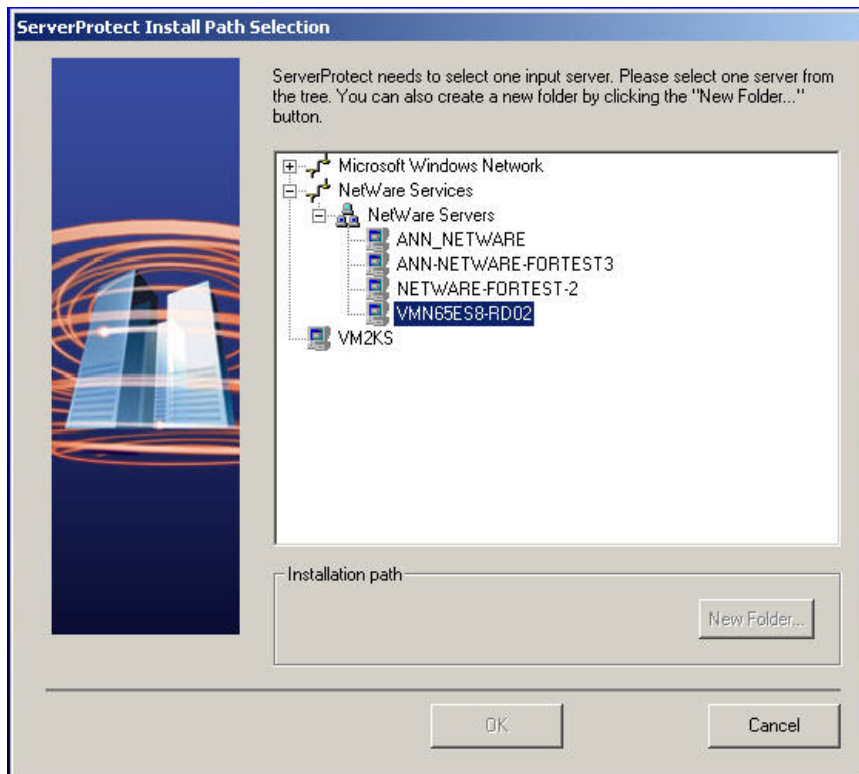 ServerProtect Install Path Selection
ServerProtect needs to select one input server. Please select one server from
the tree. You can also create a new folder by clicking the "New Folder..."
button.
Microsoft Windows Network
NetWare Services
NetWare Servers
ANN_NETWARE
ANN-NETWARE-FORTEST3
NETWARE-FORTEST-2
VMN65ES8-RD02
VM2KS
Installation path
New Folder...
OK
Cancel